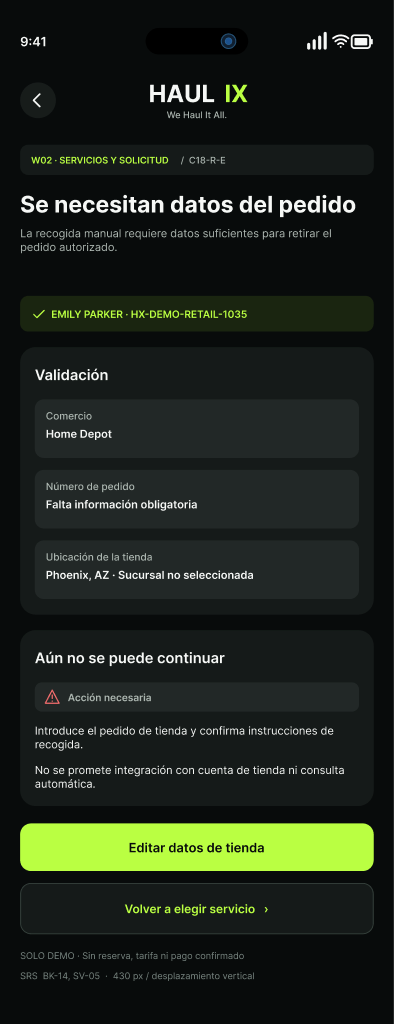 9:41
HAUL IX
We Haul It All.
W02 · SERVICIOS Y SOLICITUD / C18-R-E
Se necesitan datos del pedido
La recogida manual requiere datos suficientes para retirar el
pedido autorizado.
EMILY PARKER · HX-DEMO-RETAIL-1035
Validación
Comercio
Home Depot
Número de pedido
Falta información obligatoria
Ubicación de la tienda
Phoenix, AZ · Sucursal no seleccionada
Aún no se puede continuar
Acción necesaria
Introduce el pedido de tienda y confirma instrucciones de
recogida.
No se promete integración con cuenta de tienda ni consulta
automática.
Editar datos de tienda
Volver a elegir servicio ›
SOLO DEMO · Sin reserva, tarifa ni pago confirmado
SRS BK-14, SV-05 · 430 px / desplazamiento vertical